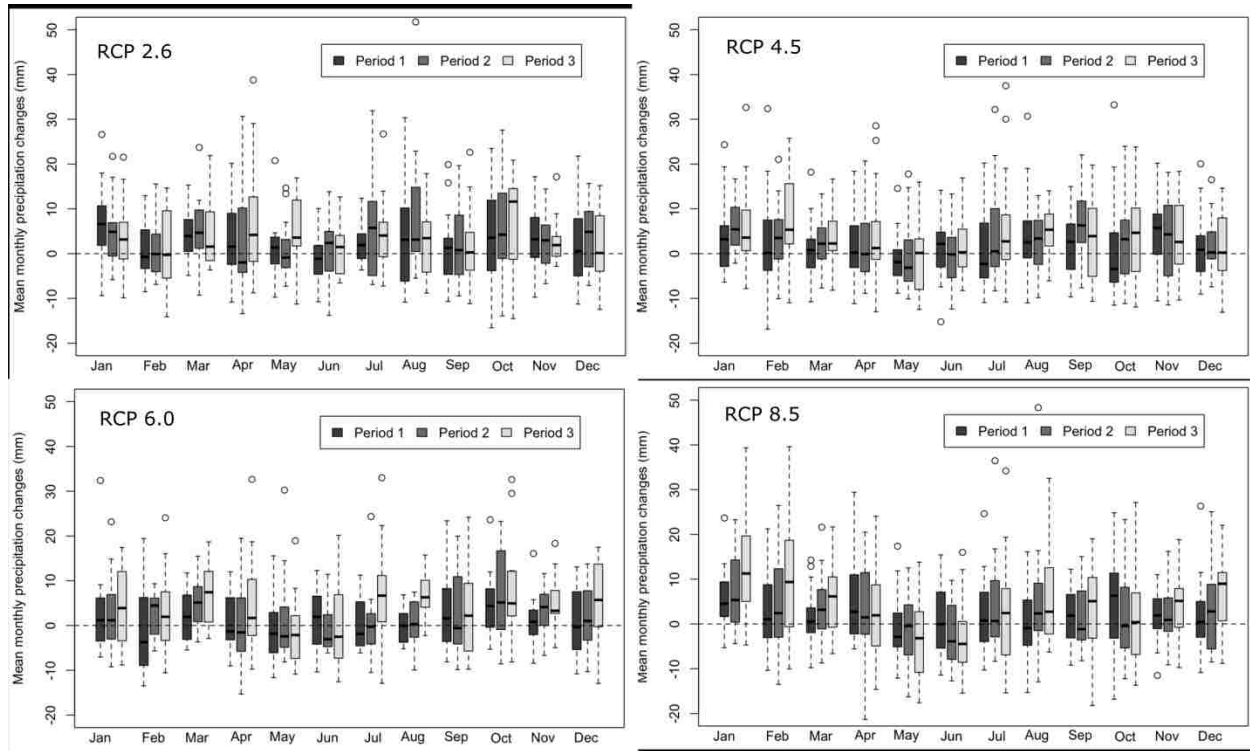 RCP 2.6
Period 1 Period 2 Period 3
Mean monthly precipitation changes (mm)
50
40
30
20
10
0
-10
-20
Jan Feb Mar Apr May Jun Jul Aug Sep Oct Nov Dec
RCP 4.5
Period 1 Period 2 Period 3
Mean monthly precipitation changes (mm)
50
40
30
20
10
0
-10
-20
Jan Feb Mar Apr May Jun Jul Aug Sep Oct Nov Dec
RCP 6.0
Period 1 Period 2 Period 3
Mean monthly precipitation changes (mm)
50
40
30
20
10
0
-10
-20
Jan Feb Mar Apr May Jun Jul Aug Sep Oct Nov Dec
RCP 8.5
Period 1 Period 2 Period 3
Mean monthly precipitation changes (mm)
50
40
30
20
10
0
-10
-20
Jan Feb Mar Apr May Jun Jul Aug Sep Oct Nov Dec